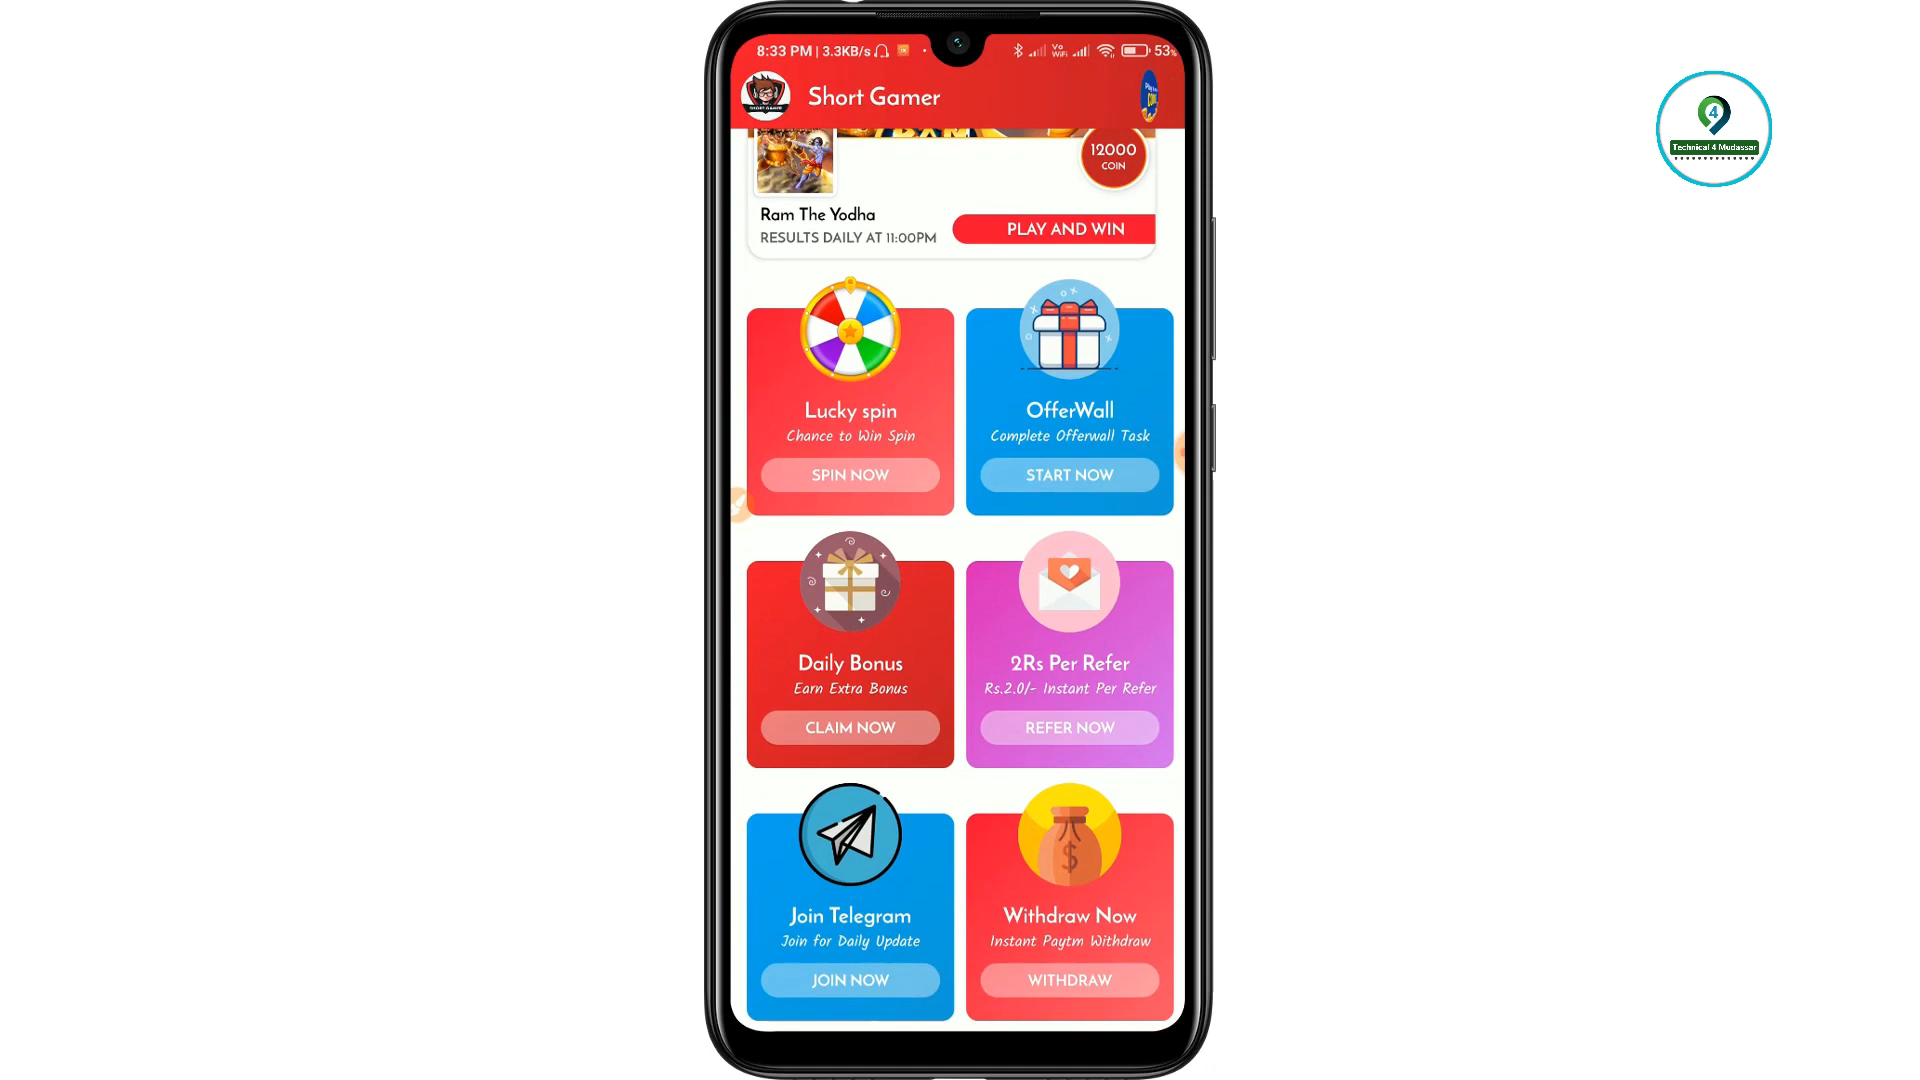 8:33 PM | 3.3KB/s
Vo
WiFi
53%
Short Gamer
12000
COIN
Ram The Yodha
RESULTS DAILY AT 11:00PM
PLAY AND WIN
Lucky spin
Chance to Win Spin
SPIN NOW
OfferWall
Complete Offerwall Task
START NOW
Daily Bonus
Earn Extra Bonus
CLAIM NOW
2Rs Per Refer
Rs.2.0/- Instant Per Refer
REFER NOW
Join Telegram
Join for Daily Update
JOIN NOW
Withdraw Now
Instant Paytm Withdraw
WITHDRAW
4
Technical 4 Mudassar